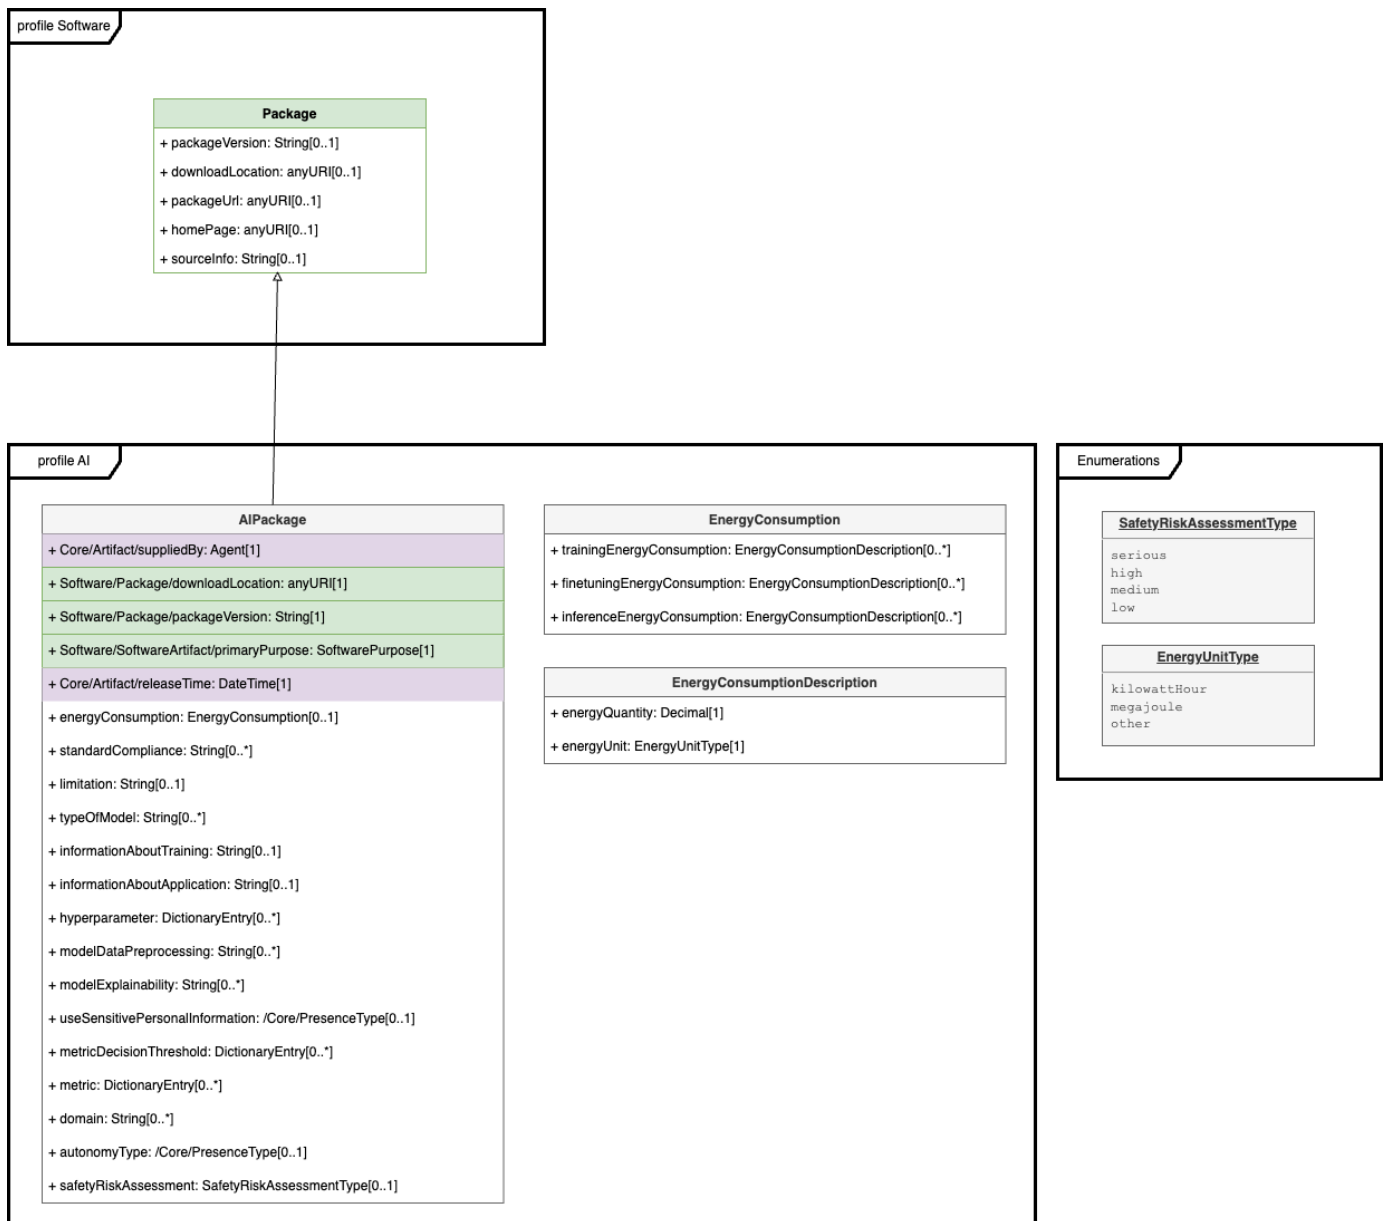 profile Software
Package
+ packageVersion: String[0..1]
+ downloadLocation: anyURI[0..1]
+ packageUrl: anyURI[0..1]
+ homePage: anyURI[0..1]
+ sourceInfo: String[0..1]
profile AI
AIPackage
+ Core/Artifact/suppliedBy: Agent[1]
+ Software/Package/downloadLocation: anyURI[1]
+ Software/Package/packageVersion: String[1]
+ Software/SoftwareArtifact/primaryPurpose: SoftwarePurpose[1]
+ Core/Artifact/releaseTime: DateTime[1]
+ energyConsumption: EnergyConsumption[0..1]
+ standardCompliance: String[0..*]
+ limitation: String[0..1]
+ typeOfModel: String[0..*]
+ informationAboutTraining: String[0..1]
+ informationAboutApplication: String[0..1]
+ hyperparameter: DictionaryEntry[0..*]
+ modelDataPreprocessing: String[0..*]
+ modelExplainability: String[0..*]
+ useSensitivePersonalInformation: /Core/PresenceType[0..1]
+ metricDecisionThreshold: DictionaryEntry[0..*]
+ metric: DictionaryEntry[0..*]
+ domain: String[0..*]
+ autonomyType: /Core/PresenceType[0..1]
+ safetyRiskAssessment: SafetyRiskAssessmentType[0..1]
EnergyConsumption
+ trainingEnergyConsumption: EnergyConsumptionDescription[0..*]
+ finetuningEnergyConsumption: EnergyConsumptionDescription[0..*]
+ inferenceEnergyConsumption: EnergyConsumptionDescription[0..*]
EnergyConsumptionDescription
+ energyQuantity: Decimal[1]
+ energyUnit: EnergyUnitType[1]
Enumerations
SafetyRiskAssessmentType
serious
high
medium
low
EnergyUnitType
kilowattHour
megajoule
other